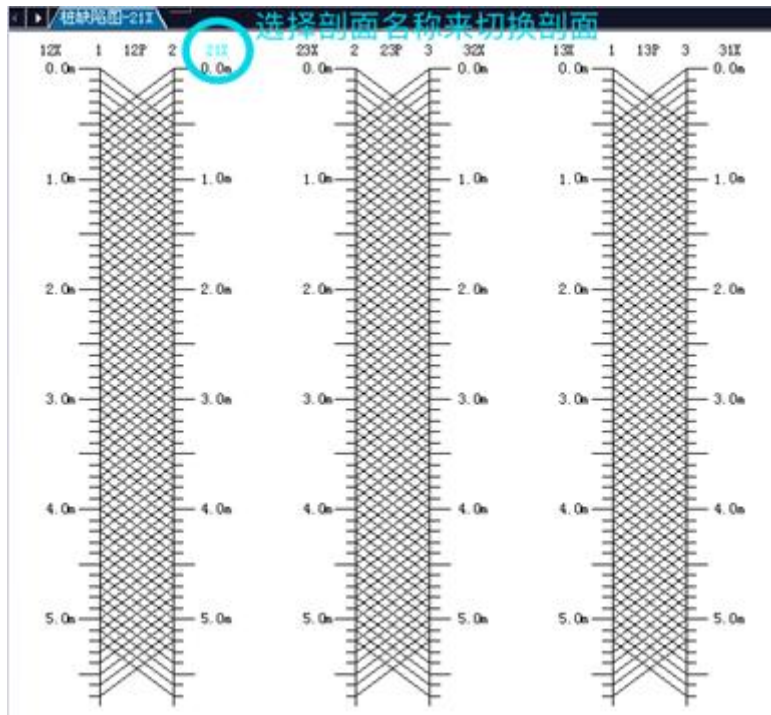 桩缺陷图-21X
选择剖面名称来切换剖面
12X 1 12P 2 21X 23X 2 23P 3 32X 13X 1 13P 3 31X
0.0m 0.0m 0.0m 0.0m 0.0m 0.0m
1.0m 1.0m 1.0m 1.0m 1.0m 1.0m
2.0m 2.0m 2.0m 2.0m 2.0m 2.0m
3.0m 3.0m 3.0m 3.0m 3.0m 3.0m
4.0m 4.0m 4.0m 4.0m 4.0m 4.0m
5.0m 5.0m 5.0m 5.0m 5.0m 5.0m